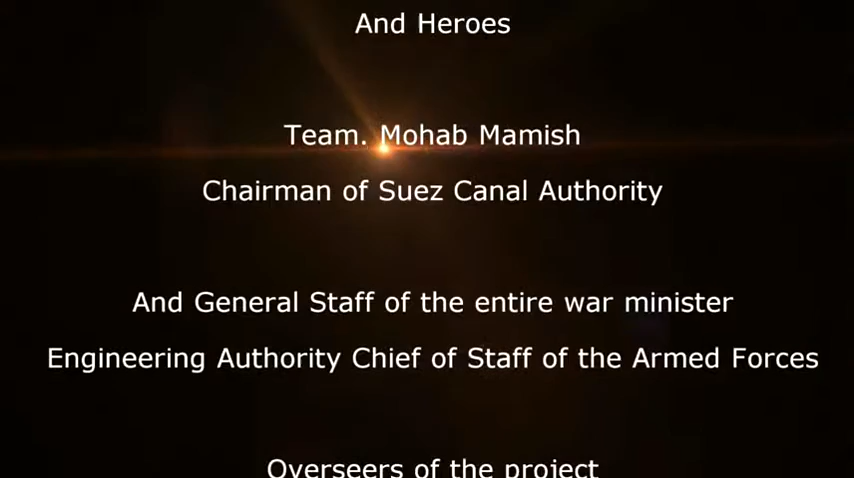 And Heroes
Team. Mohab Mamish
Chairman of Suez Canal Authority
And General Staff of the entire war minister
Engineering Authority Chief of Staff of the Armed Forces
Overseers of the project